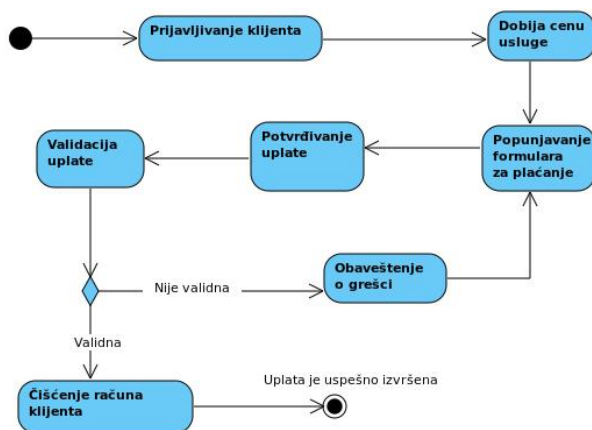 Prijavljivanje klijenta
Dobija cenu
usluge
Validacija
uplate
Potvrđivanje
uplate
Popunjavanje
formulara
za plaćanje
Nije validna
Obaveštenje
o grešci
Validna
Čišćenje računa
klijenta
Uplata je uspešno izvršena